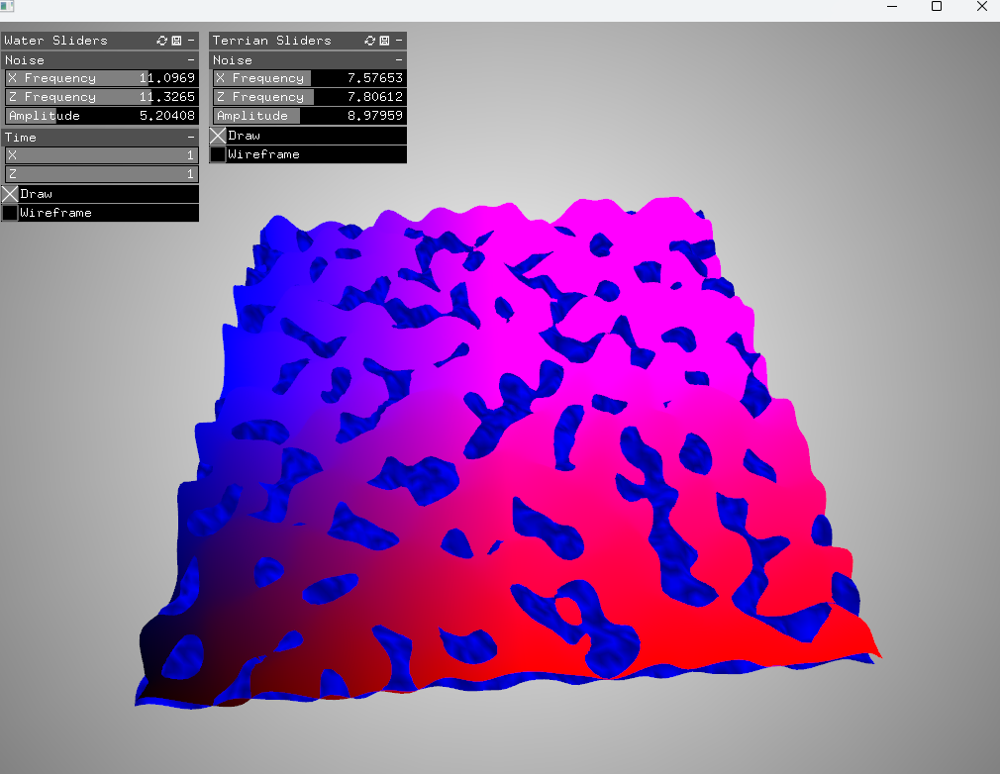 Water Sliders
Noise
X Frequency 11.0969
Z Frequency 11.3265
Amplitude 5.20408
Time
X 1
Z 1
Draw
Wireframe
Terrian Sliders
Noise
X Frequency 7.57653
Z Frequency 7.80612
Amplitude 8.97959
Draw
Wireframe